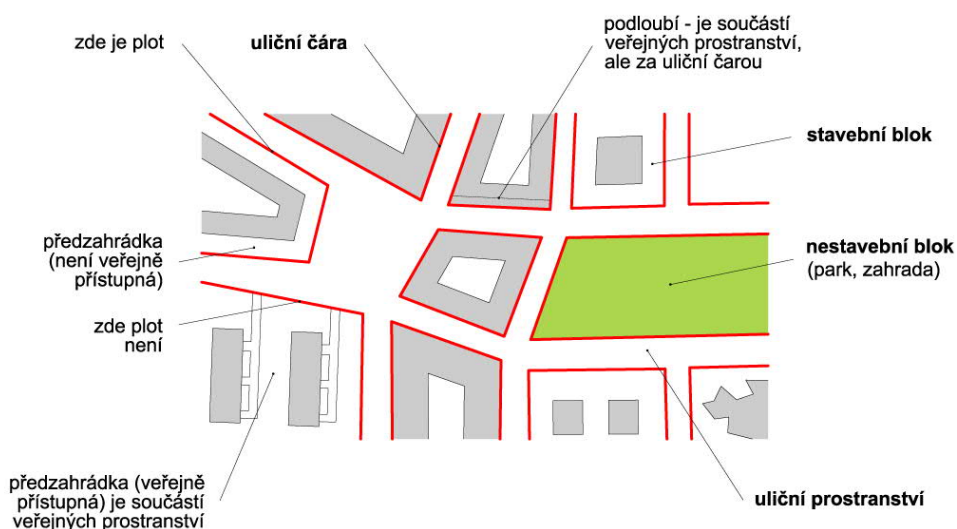 podloubí - je součástí
veřejných prostranství,
ale za uliční čarou
zde je plot
uliční čára
stavební blok
předzahrádka
(není veřejně
přístupná)
nestavební blok
(park, zahrada)
zde plot
není
předzahrádka (veřejně
přístupná) je součástí
veřejných prostranství
uliční prostranství